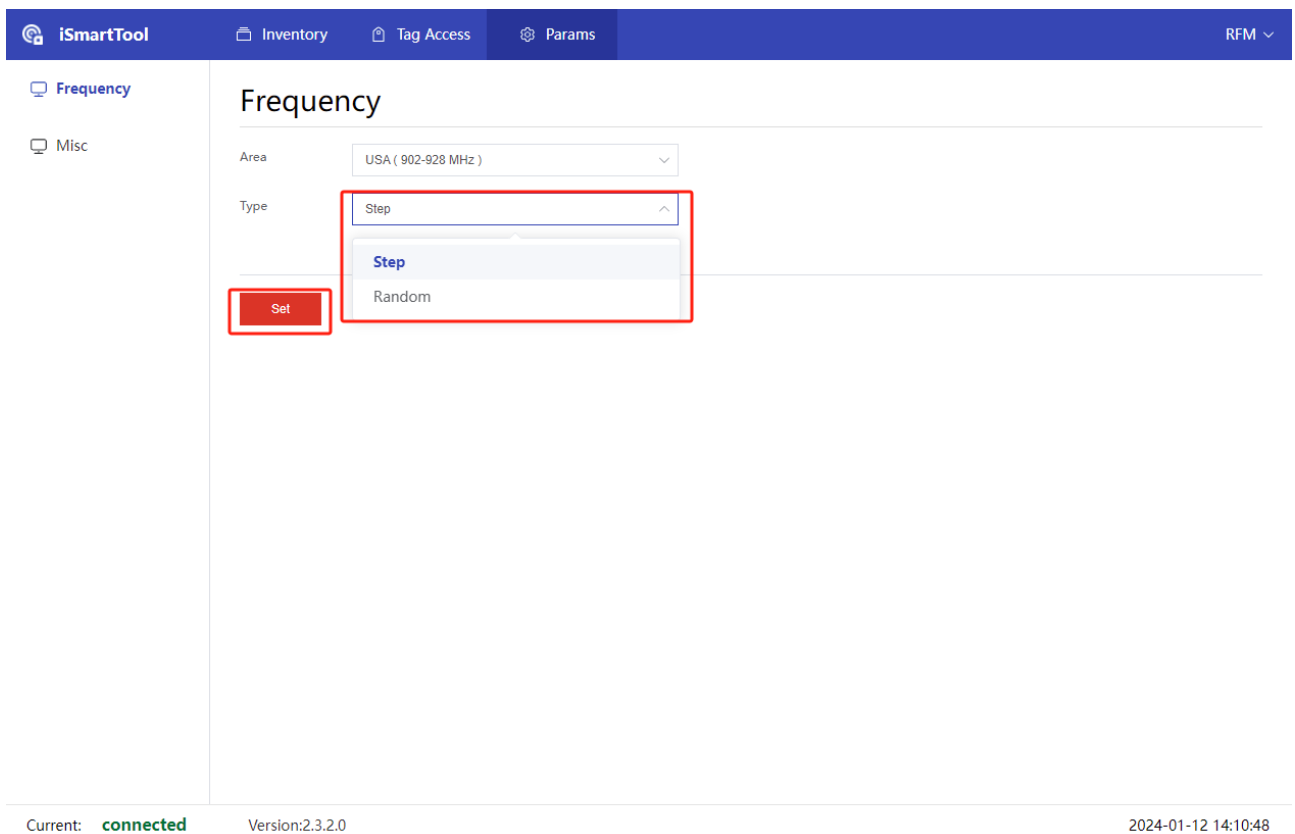 iSmartTool Inventory Tag Access Params RFM
Frequency
Misc
Frequency
Area USA ( 902-928 MHz )
Type Step
Step
Random
Set
Current: connected Version:2.3.2.0 2024-01-12 14:10:48